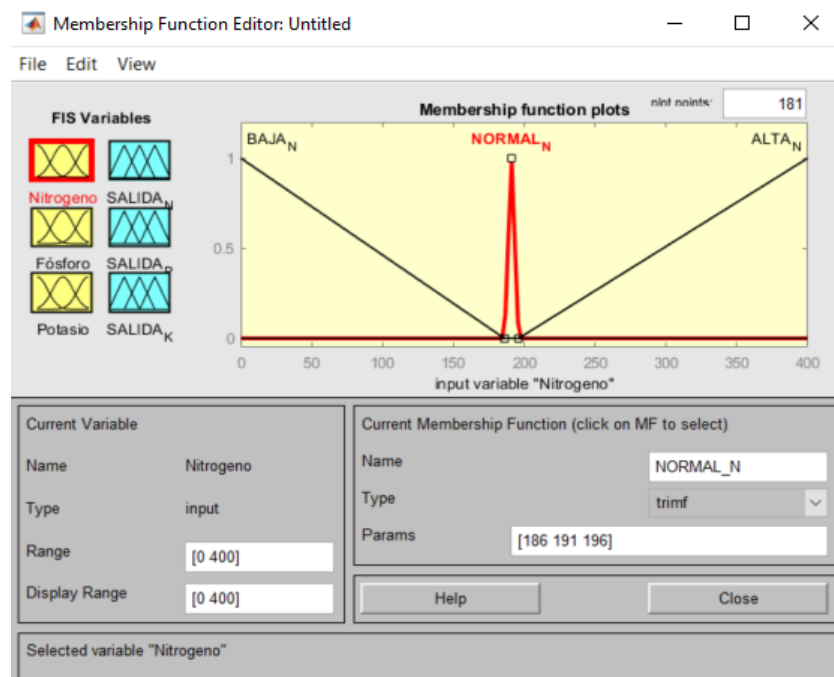 Membership Function Editor: Untitled
File Edit View
FIS Variables
Nitrogeno SALIDA_N
Fósforo SALIDA_P
Potasio SALIDA_K
Membership function plots plot points: 181
BAJA_N NORMAL_N ALTA_N
1
0.5
0
0 50 100 150 200 250 300 350 400
input variable "Nitrogeno"
Current Variable
Name Nitrogeno
Type input
Range [0 400]
Display Range [0 400]
Current Membership Function (click on MF to select)
Name NORMAL_N
Type trimf
Params [186 191 196]
Help Close
Selected variable "Nitrogeno"